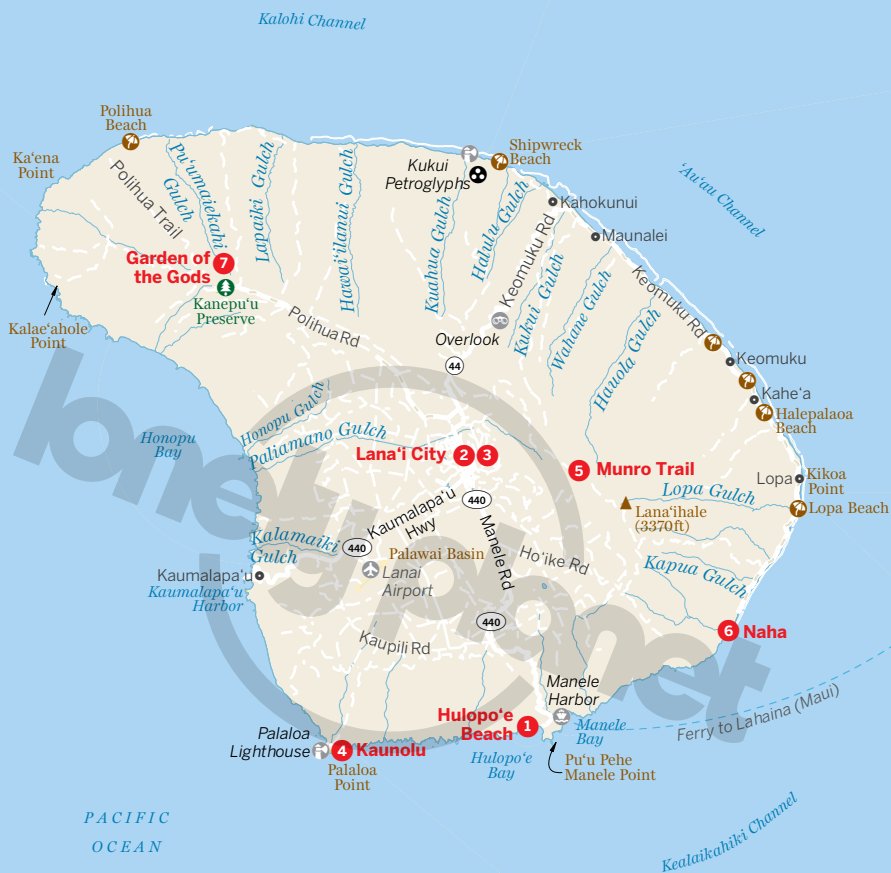 Kalohi Channel
Polihua
Beach
Ka‘ena
Point
Pu‘umaiekahi
Gulch
Lapaiki Gulch
Hawai‘ilanui Gulch
Kukui
Petroglyphs
Shipwreck
Beach
‘Au‘au Channel
Polihua Trail
Kuahua Gulch
Halulu Gulch
Kahokunui
Maunalei
Garden of
the Gods
7
Kanepu‘u
Preserve
Keomuku Rd
Kukui Gulch
Wahane Gulch
Hauola Gulch
Keomuku Rd
Kalae‘ahole
Point
Polihua Rd
Overlook
44
Keomuku
Kahe‘a
Halepalaoa
Beach
Honopu Gulch
Paliamano Gulch
Honopu
Bay
Lana‘i City
2
3
5
Munro Trail
Lopa
Kikoa
Point
Lopa Gulch
Lopa Beach
Lana‘ihale
(3370ft)
440
Kaumalapa‘u
Hwy
Manele Rd
Kalamaiki
Gulch
440
Palawai Basin
Ho‘ike Rd
Kapua Gulch
Kaumalapa‘u
Kaumalapa‘u
Harbor
Lanai
Airport
440
6
Naha
Kaupili Rd
Manele
Harbor
Hulopo‘e
Beach
1
Manele
Bay
Ferry to Lahaina (Maui)
Palaloa
Lighthouse
4
Kaunolu
Palaloa
Point
Hulopo‘e
Bay
Pu‘u Pehe
Manele Point
PACIFIC
OCEAN
Kealaikahiki Channel
lonely planet